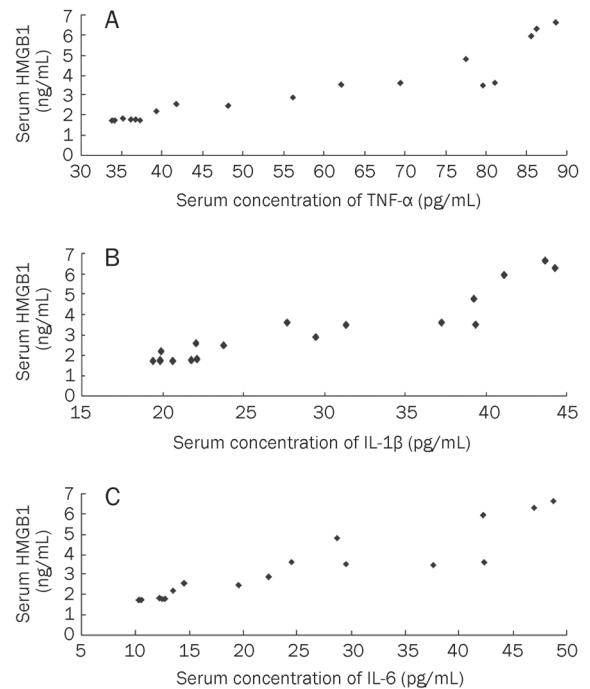 A
Serum HMGB1
(ng/mL)
7
6
5
4
3
2
1
0
30 35 40 45 50 55 60 65 70 75 80 85 90
Serum concentration of TNF-α (pg/mL)
B
Serum HMGB1
(ng/mL)
7
6
5
4
3
2
1
0
15 20 25 30 35 40 45
Serum concentration of IL-1β (pg/mL)
C
Serum HMGB1
(ng/mL)
7
6
5
4
3
2
1
0
5 10 15 20 25 30 35 40 45 50
Serum concentration of IL-6 (pg/mL)